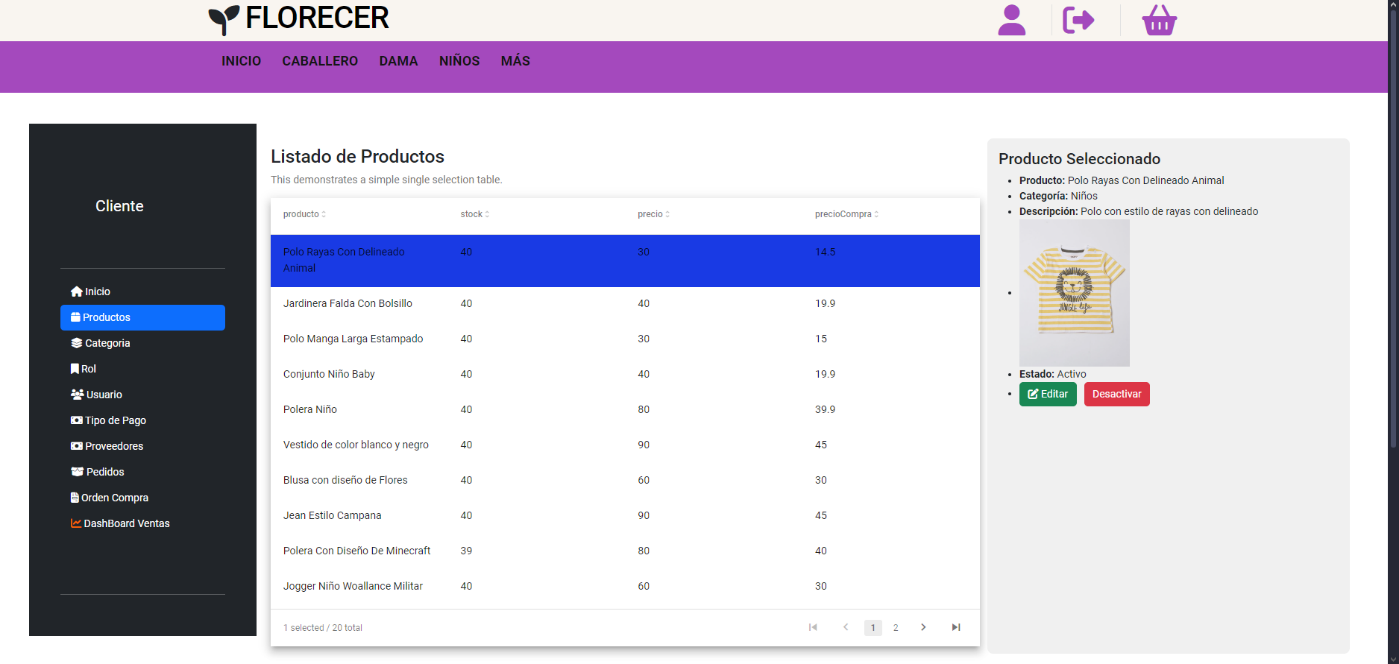 FLORECER
INICIO CABALLERO DAMA NIÑOS MÁS
Cliente
Inicio
Productos
Categoria
Rol
Usuario
Tipo de Pago
Proveedores
Pedidos
Orden Compra
DashBoard Ventas
Listado de Productos
This demonstrates a simple single selection table.
producto stock precio precioCompra
Polo Rayas Con Delineado 40 30 14.5
Animal
Jardinera Falda Con Bolsillo 40 40 19.9
Polo Manga Larga Estampado 40 30 15
Conjunto Niño Baby 40 40 19.9
Polera Niño 40 80 39.9
Vestido de color blanco y negro 40 90 45
Blusa con diseño de Flores 40 60 30
Jean Estilo Campana 40 90 45
Polera Con Diseño De Minecraft 39 80 40
Jogger Niño Woallance Militar 40 60 30
1 selected / 20 total 1 2
Producto Seleccionado
Producto: Polo Rayas Con Delineado Animal
Categoría: Niños
Descripción: Polo con estilo de rayas con delineado
JUNGLE life
Estado: Activo
Editar Desactivar